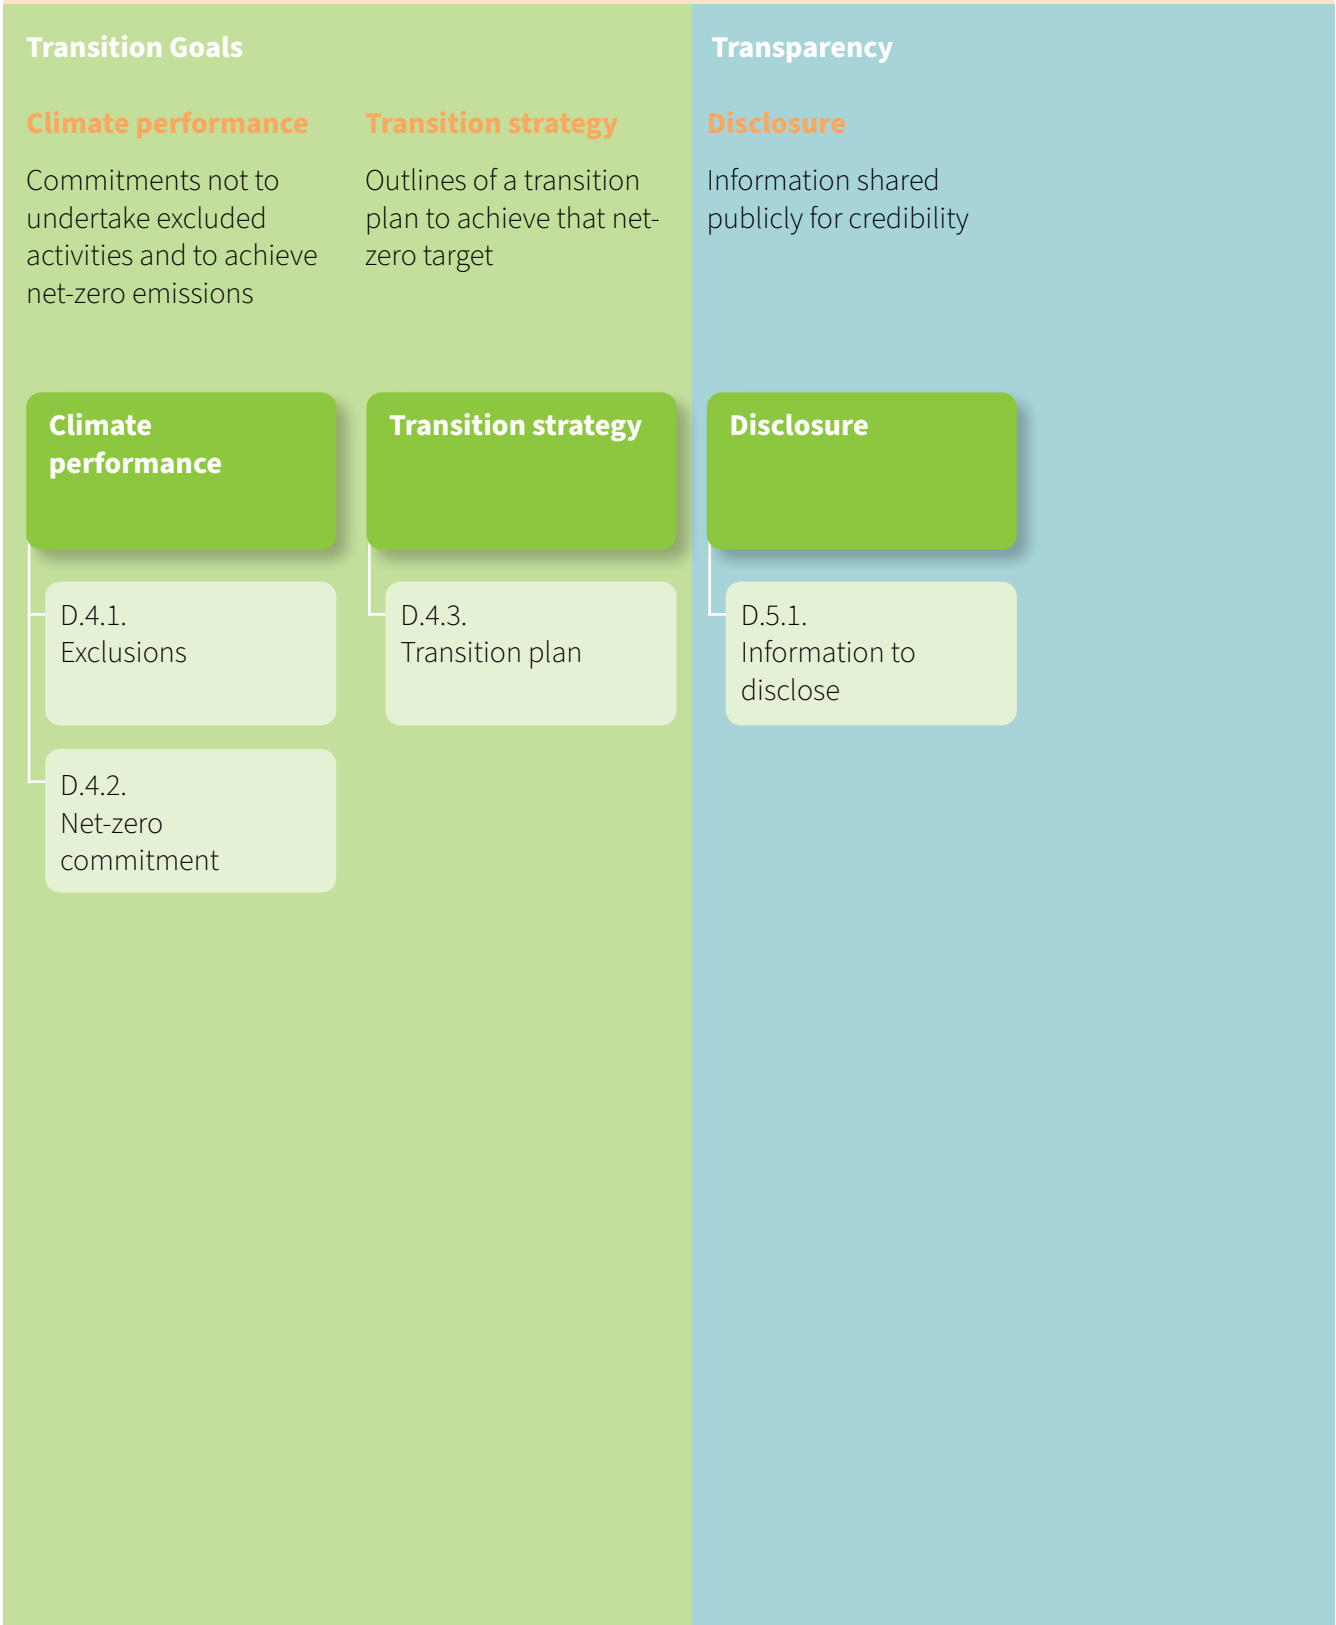 Transition Goals
Climate performance
Commitments not to
undertake excluded
activities and to achieve
net-zero emissions
Transition strategy
Outlines of a transition
plan to achieve that net-
zero target
Transparency
Disclosure
Information shared
publicly for credibility
Climate
performance
D.4.1.
Exclusions
D.4.2.
Net-zero
commitment
Transition strategy
D.4.3.
Transition plan
Disclosure
D.5.1.
Information to
disclose